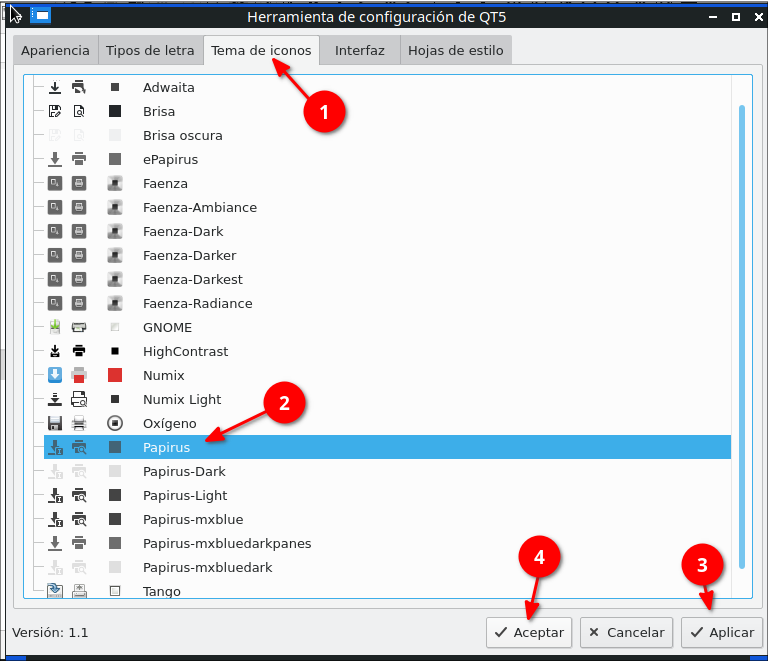 Herramienta de configuración de QT5
Apariencia Tipos de letra Tema de iconos Interfaz Hojas de estilo
1
Adwaita
Brisa
Brisa oscura
ePapirus
Faenza
Faenza-Ambiance
Faenza-Dark
Faenza-Darker
Faenza-Darkest
Faenza-Radiance
GNOME
HighContrast
Numix
Numix Light
2
Oxígeno
Papirus
Papirus-Dark
Papirus-Light
Papirus-mxblue
Papirus-mxbluedarkpanes
Papirus-mxbluedark
Tango
4
3
Versión: 1.1 Aceptar Cancelar Aplicar